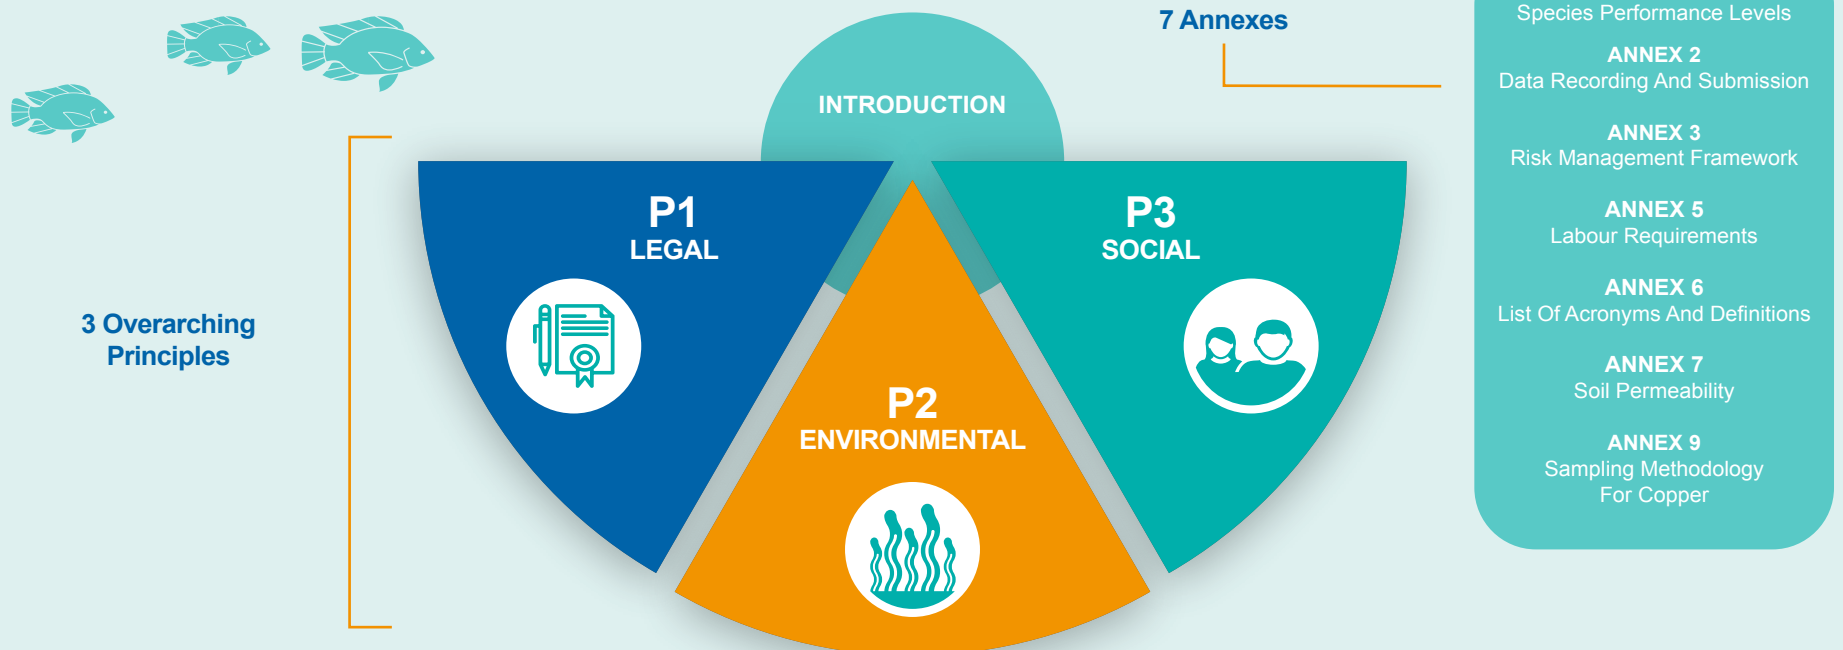 7 Annexes
INTRODUCTION
3 Overarching
Principles
P1
LEGAL
P2
ENVIRONMENTAL
P3
SOCIAL
Species Performance Levels
ANNEX 2
Data Recording And Submission
ANNEX 3
Risk Management Framework
ANNEX 5
Labour Requirements
ANNEX 6
List Of Acronyms And Definitions
ANNEX 7
Soil Permeability
ANNEX 9
Sampling Methodology
For Copper